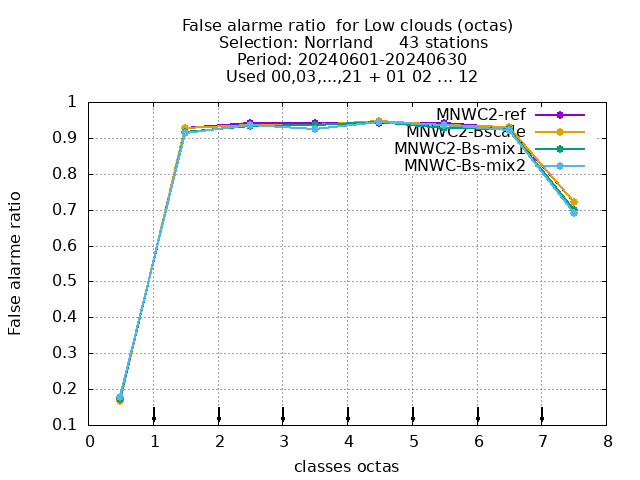 False alarme ratio  for Low clouds (octas)
Selection: Norrland     43 stations
Period: 20240601-20240630
Used 00,03,...,21 + 01 02 ... 12
MNWC2-ref
MNWC2-Bscale
MNWC2-Bs-mix1
MNWC-Bs-mix2
False alarme ratio
1
0.9
0.8
0.7
0.6
0.5
0.4
0.3
0.2
0.1
0 1 2 3 4 5 6 7 8
classes octas